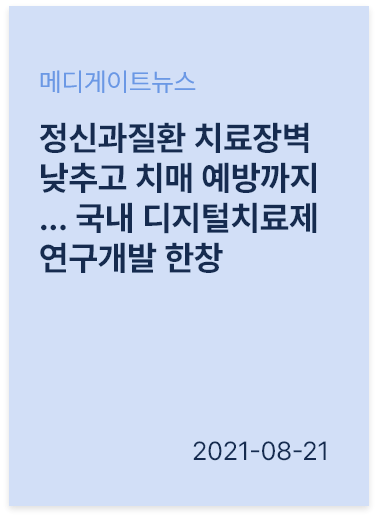 메디게이트뉴스
정신과질환 치료장벽
낮추고 치매 예방까지
... 국내 디지털치료제
연구개발 한창
2021-08-21